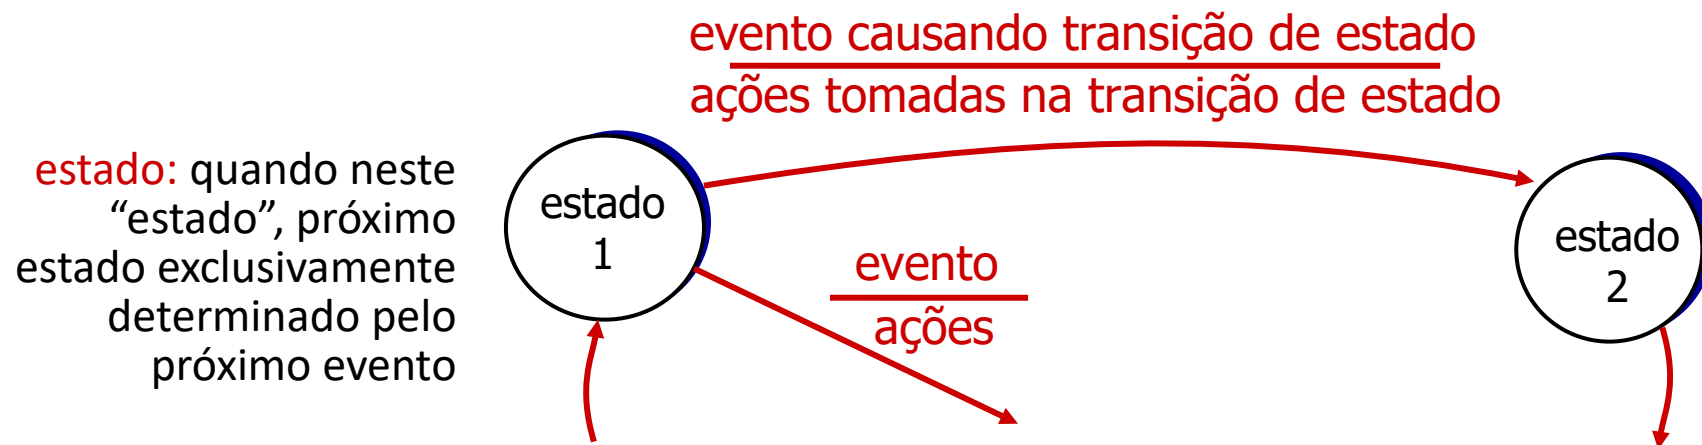 evento causando transição de estado
ações tomadas na transição de estado
estado: quando neste
“estado”, próximo
estado exclusivamente
determinado pelo
próximo evento
estado
1
evento
ações
estado
2